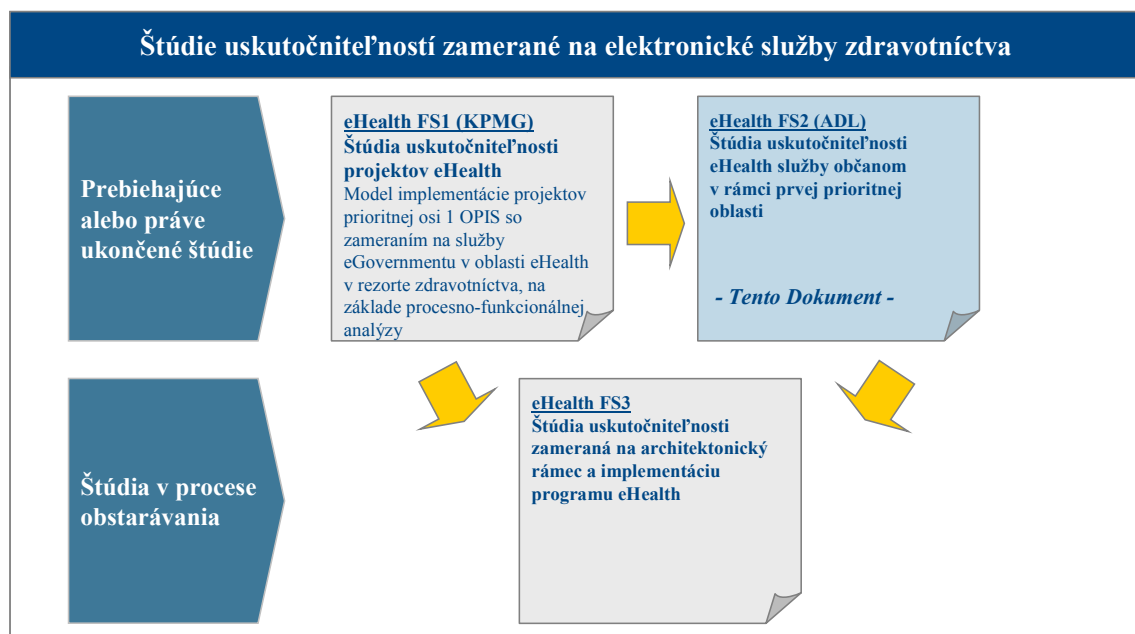 Štúdie uskutočniteľností zamerané na elektronické služby zdravotníctva
Prebiehajúce
alebo práve
ukončené štúdie
eHealth FS1 (KPMG)
Štúdia uskutočniteľnosti
projektov eHealth
Model implementácie projektov
prioritnej osi 1 OPIS so
zameraním na služby
eGovernmentu v oblasti eHealth
v rezorte zdravotníctva, na
základe procesno-funkcionálnej
analýzy
eHealth FS2 (ADL)
Štúdia uskutočniteľnosti
eHealth služby občanom
v rámci prvej prioritnej
oblasti
- Tento Dokument -
Štúdia v procese
obstarávania
eHealth FS3
Štúdia uskutočniteľnosti
zameraná na architektonický
rámec a implementáciu
programu eHealth